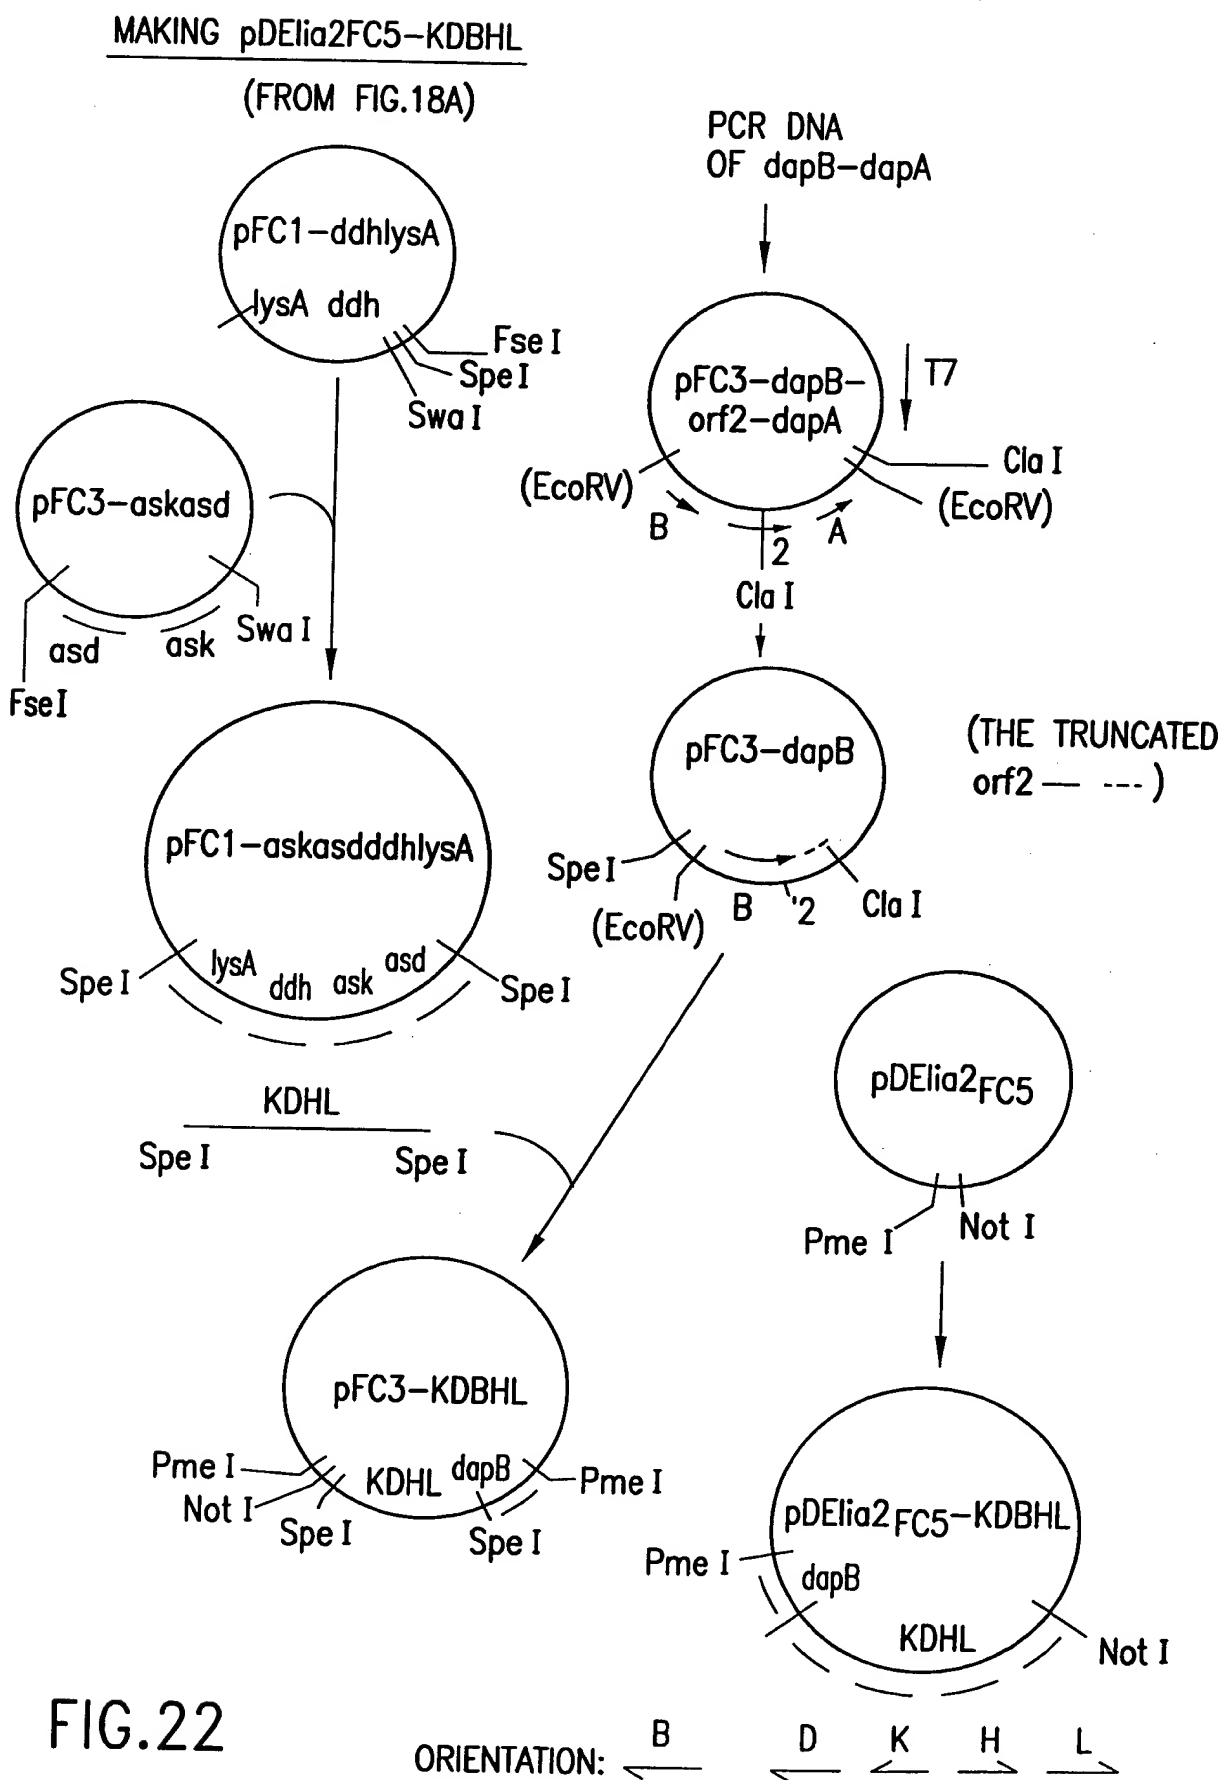 MAKING pDElia2FC5-KDBHL
(FROM FIG.18A)
pFC1-ddhlysA
lysA ddh
Fse I
Spe I
Swa I
pFC3-askasd
asd
ask
Swa I
Fse I
pFC1-askasdddhlysA
Spe I
lysA
ddh
ask
asd
Spe I
KDHL
Spe I
Spe I
PCR DNA
OF dapB-dapA
pFC3-dapB-
orf2-dapA
T7
Cla I
(EcoRV)
(EcoRV)
B
2
A
Cla I
pFC3-dapB
(THE TRUNCATED
orf2 — ---)
Spe I
(EcoRV)
B
'2
Cla I
pDElia2FC5
Pme I
Not I
pFC3-KDBHL
Pme I
Not I
Spe I
KDHL
dapB
Spe I
Pme I
pDElia2FC5-KDBHL
Pme I
dapB
KDHL
Not I
FIG.22
ORIENTATION: B D K H L